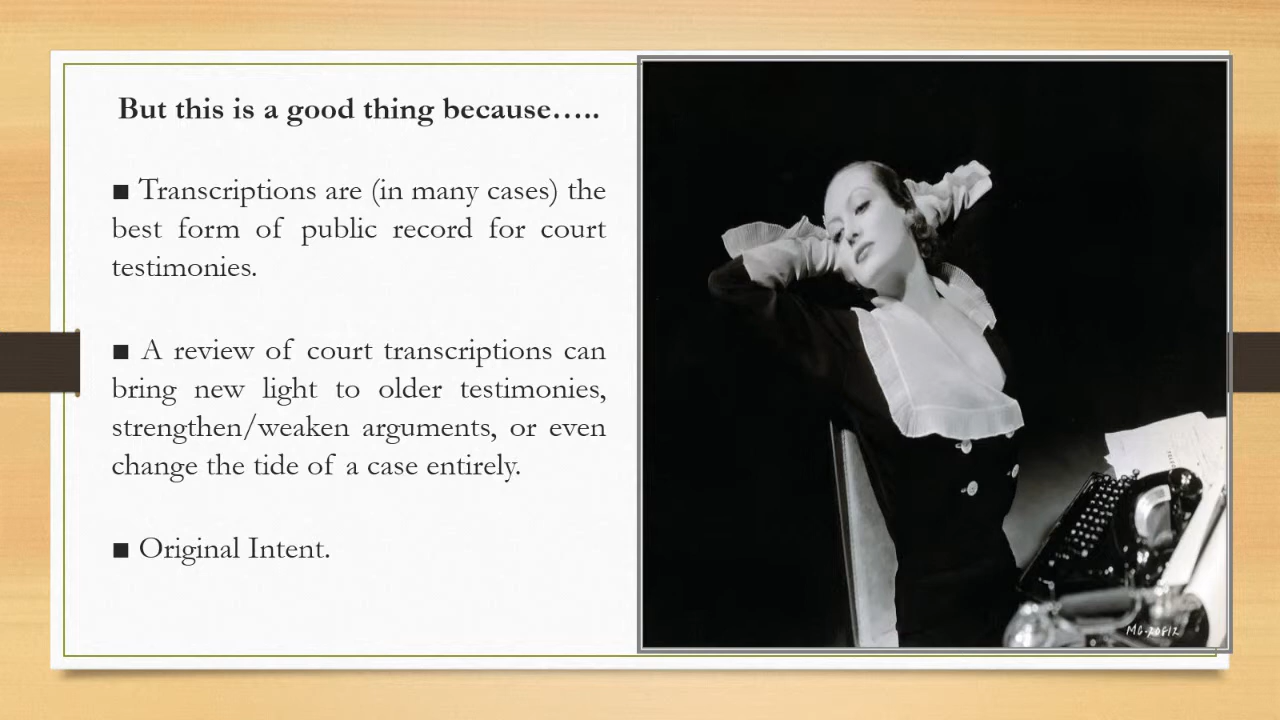 But this is a good thing because…..
■ Transcriptions are (in many cases) the
best form of public record for court
testimonies.
■ A review of court transcriptions can
bring new light to older testimonies,
strengthen/weaken arguments, or even
change the tide of a case entirely.
■ Original Intent.